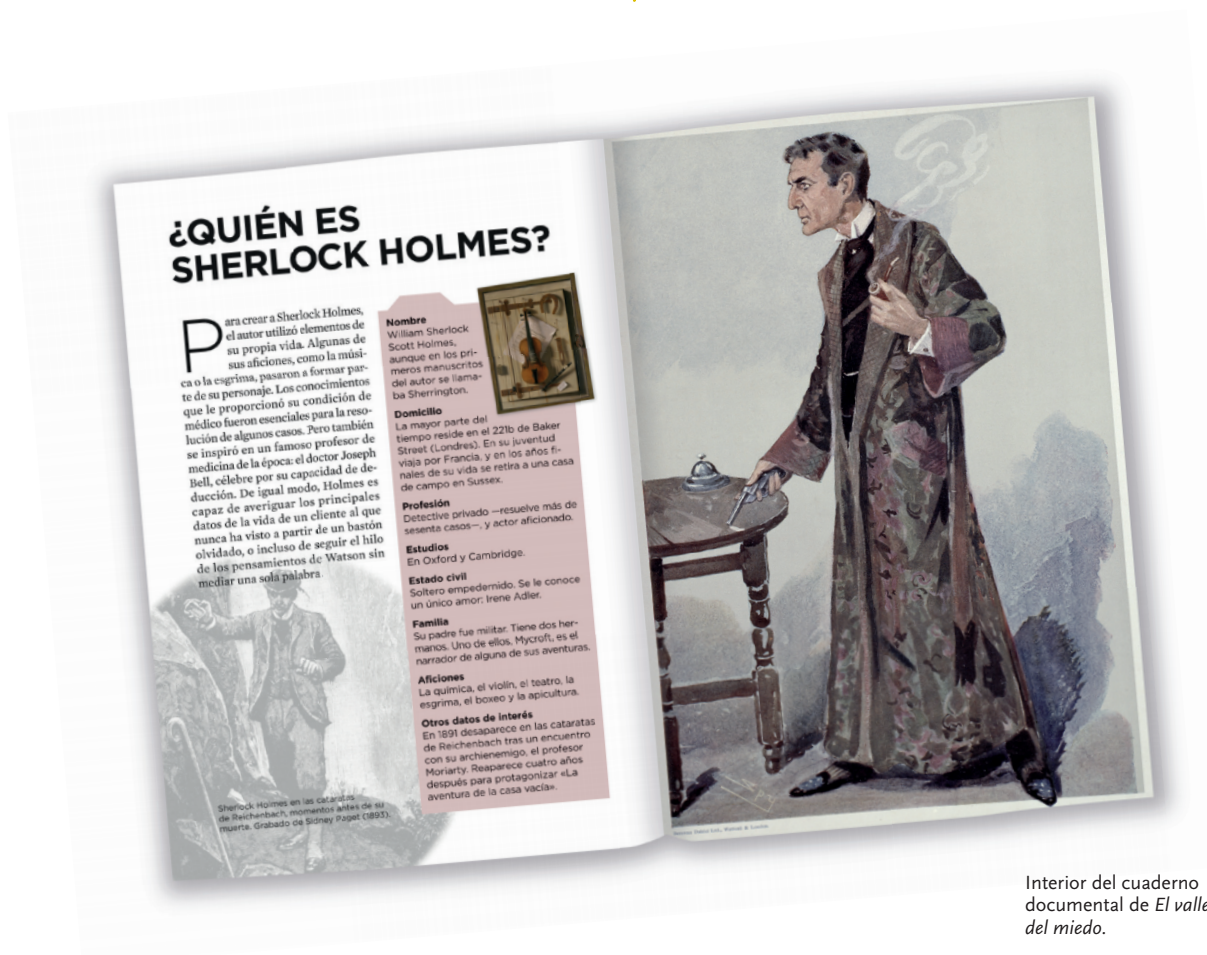 ¿QUIÉN ES
SHERLOCK HOLMES?
Para crear a Sherlock Holmes,
el autor utilizó elementos de
su propia vida. Algunas de
sus aficiones, como la músi-
ca o la esgrima, pasaron a formar par-
te de su personaje. Los conocimientos
que le proporcionó su condición de
médico fueron esenciales para la reso-
lución de algunos casos. Pero también
se inspiró en un famoso profesor de
medicina de la época: el doctor Joseph
Bell, célebre por su capacidad de de-
ducción. De igual modo, Holmes es
capaz de averiguar los principales
datos de la vida de un cliente al que
nunca ha visto a partir de un bastón
olvidado, o incluso de seguir el hilo
de los pensamientos de Watson sin
mediar una sola palabra.
Sherlock Holmes en las cataratas
de Reichenbach, momentos antes de su
muerte. Grabado de Sidney Paget (1893).
Nombre
William Sherlock
Scott Holmes,
aunque en los pri-
meros manuscritos
del autor se llama-
ba Sherrington.
Domicilio
La mayor parte del
tiempo reside en el 221b de Baker
Street (Londres). En su juventud
viaja por Francia, y en los años fi-
nales de su vida se retira a una casa
de campo en Sussex.
Profesión
Detective privado —resuelve más de
sesenta casos—, y actor aficionado.
Estudios
En Oxford y Cambridge.
Estado civil
Soltero empedernido. Se le conoce
un único amor: Irene Adler.
Familia
Su padre fue militar. Tiene dos her-
manos. Uno de ellos, Mycroft, es el
narrador de alguna de sus aventuras.
Aficiones
La química, el violín, el teatro, la
esgrima, el boxeo y la apicultura.
Otros datos de interés
En 1891 desaparece en las cataratas
de Reichenbach tras un encuentro
con su archienemigo, el profesor
Moriarty. Reaparece cuatro años
después para protagonizar «La
aventura de la casa vacía».
Interior del cuaderno
documental de El valle
del miedo.